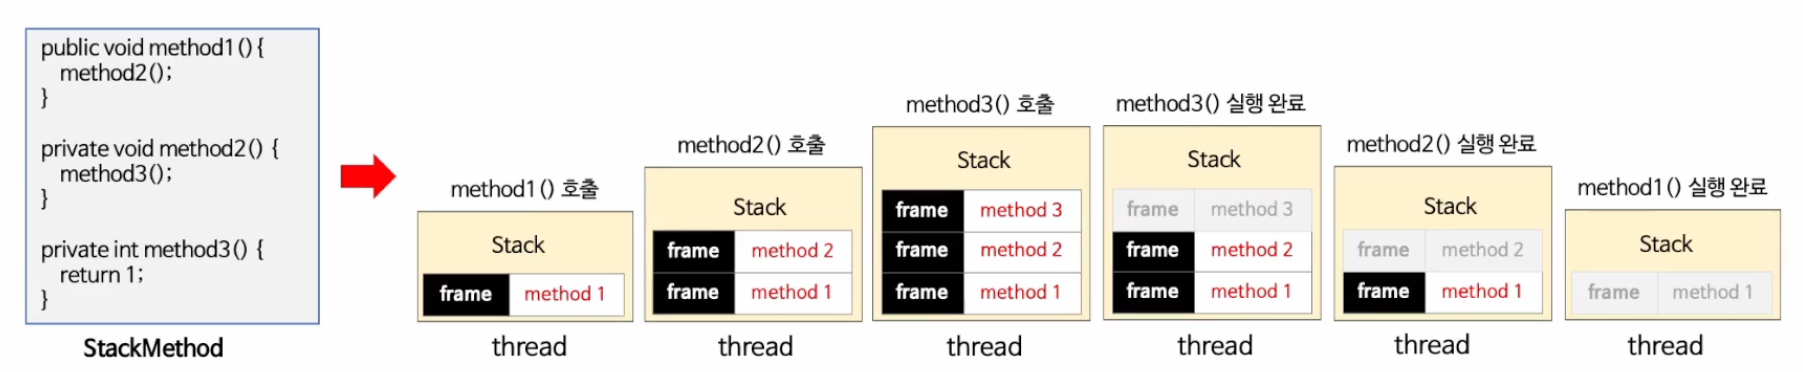 public void method1(){
method2();
}
private void method2() {
method3();
}
private int method3() {
return 1;
}
StackMethod
method1() 호출
Stack
frame method 1
thread
method2() 호출
Stack
frame method 2
frame method 1
thread
method3() 호출
Stack
frame method 3
frame method 2
frame method 1
thread
method3() 실행 완료
Stack
frame method 3
frame method 2
frame method 1
thread
method2() 실행 완료
Stack
frame method 2
frame method 1
thread
method1() 실행 완료
Stack
frame method 1
thread